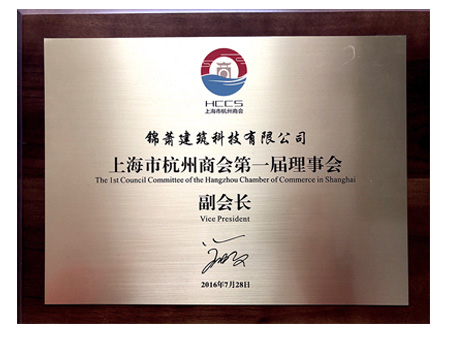 HCCS
上海市杭州商会
锦萧建筑科技有限公司
上海市杭州商会第一届理事会
The 1st Council Committee of the Hangzhou Chamber of Commerce in Shanghai
副会长
Vice President
2016年7月28日